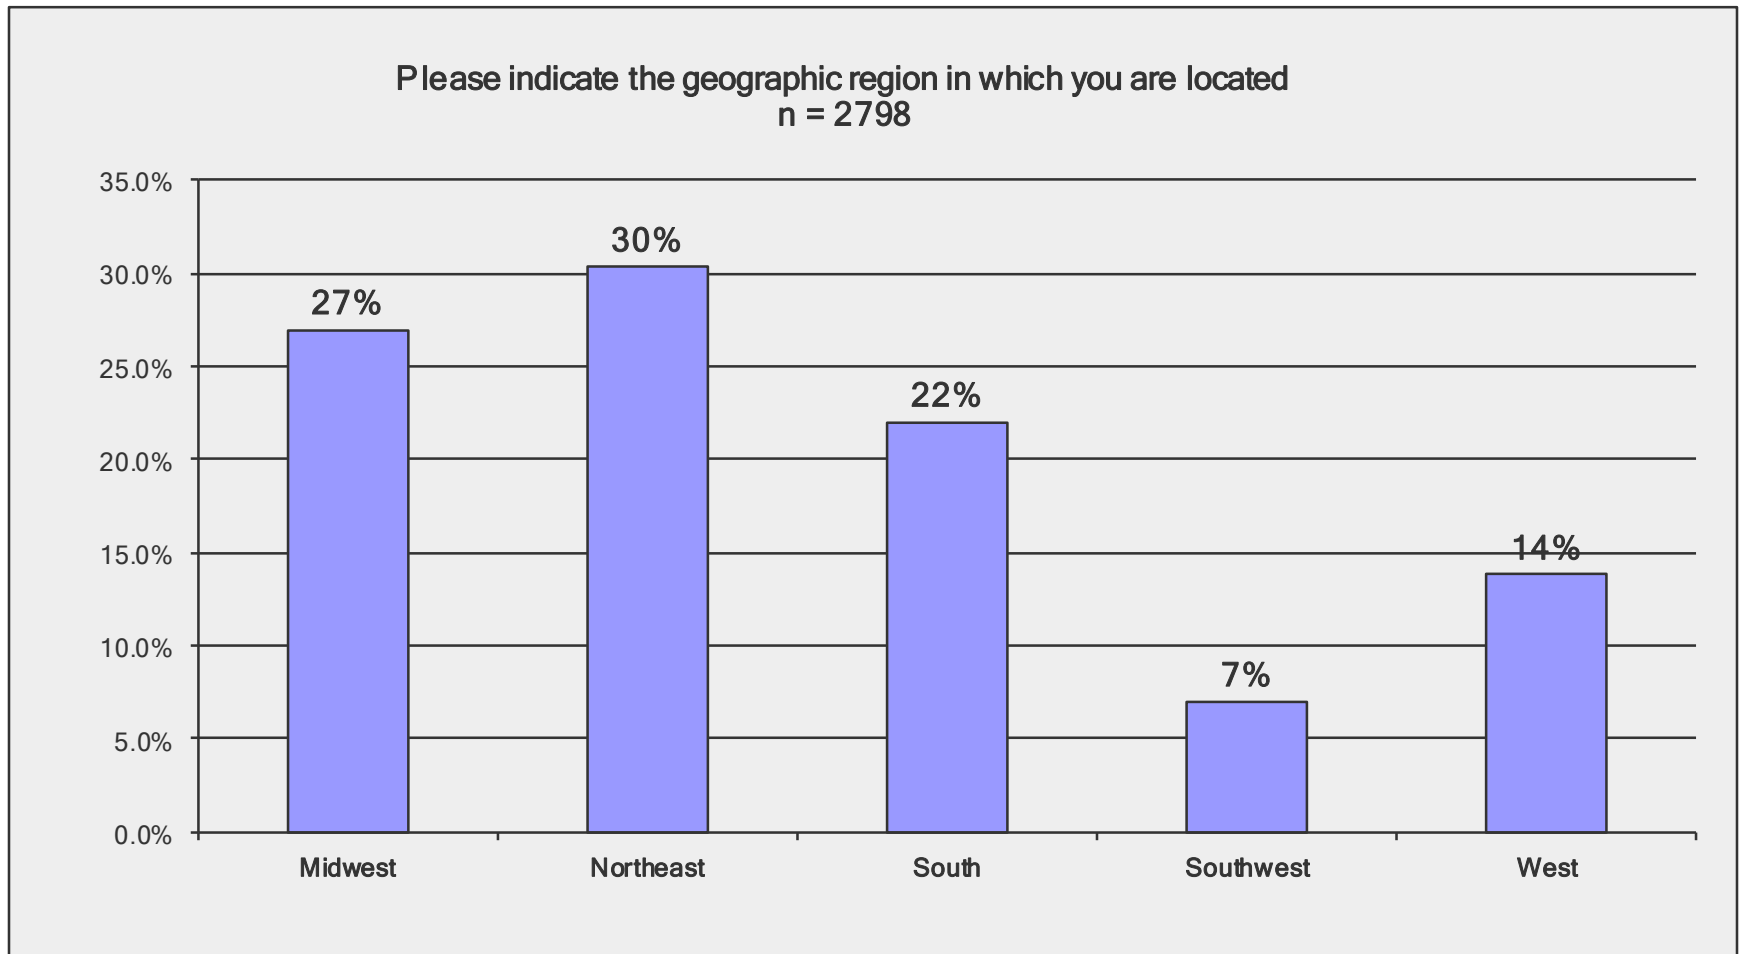 Please indicate the geographic region in which you are located
n = 2798
35.0%
30.0%
25.0%
20.0%
15.0%
10.0%
5.0%
0.0%
27%
30%
22%
7%
14%
Midwest
Northeast
South
Southwest
West